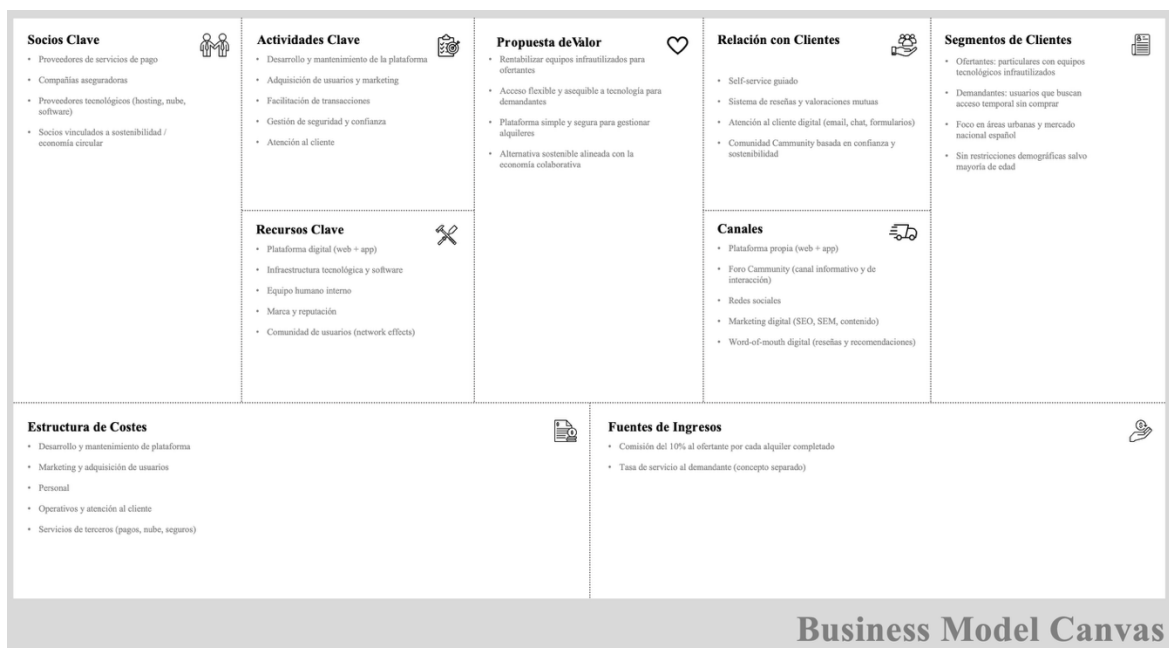 Socios Clave
• Proveedores de servicios de pago
• Compañías aseguradoras
• Proveedores tecnológicos (hosting, nube,
software)
• Socios vinculados a sostenibilidad /
economía circular
Actividades Clave
• Desarrollo y mantenimiento de la plataforma
• Adquisición de usuarios y marketing
• Facilitación de transacciones
• Gestión de seguridad y confianza
• Atención al cliente
Recursos Clave
• Plataforma digital (web + app)
• Infraestructura tecnológica y software
• Equipo humano interno
• Marca y reputación
• Comunidad de usuarios (network effects)
Propuesta deValor
• Rentabilizar equipos infrautilizados para
ofertantes
• Acceso flexible y asequible a tecnología para
demandantes
• Plataforma simple y segura para gestionar
alquileres
• Alternativa sostenible alineada con la
economía colaborativa
Relación con Clientes
• Self-service guiado
• Sistema de reseñas y valoraciones mutuas
• Atención al cliente digital (email, chat, formularios)
• Comunidad Cammunity basada en confianza y
sostenibilidad
Canales
• Plataforma propia (web + app)
• Foro Cammunity (canal informativo y de
interacción)
• Redes sociales
• Marketing digital (SEO, SEM, contenido)
• Word-of-mouth digital (reseñas y recomendaciones)
Segmentos de Clientes
• Ofertantes: particulares con equipos
tecnológicos infrautilizados
• Demandantes: usuarios que buscan
acceso temporal sin comprar
• Foco en áreas urbanas y mercado
nacional español
• Sin restricciones demográficas salvo
mayoría de edad
Estructura de Costes
• Desarrollo y mantenimiento de plataforma
• Marketing y adquisición de usuarios
• Personal
• Operativos y atención al cliente
• Servicios de terceros (pagos, nube, seguros)
Fuentes de Ingresos
• Comisión del 10% al ofertante por cada alquiler completado
• Tasa de servicio al demandante (concepto separado)
Business Model Canvas